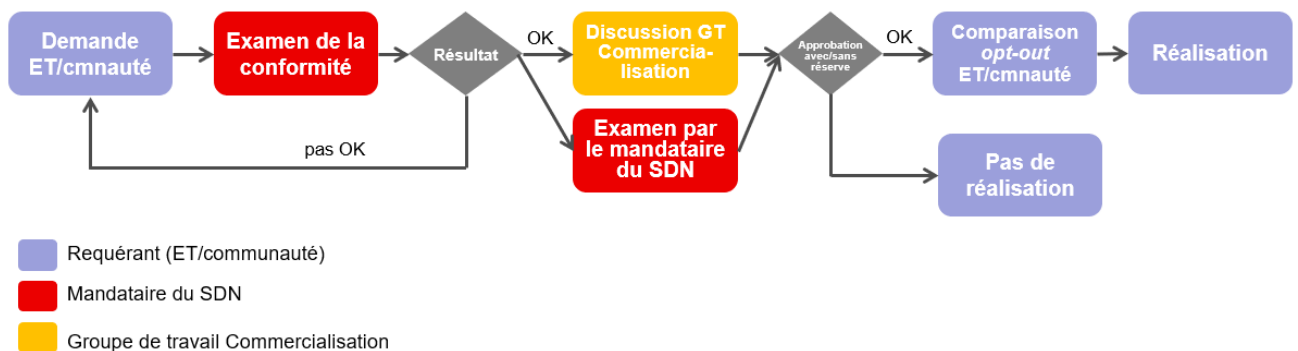 Demande
ET/cmnauté
Examen de la
conformité
Résultat
OK
pas OK
Discussion GT
Commercia-
lisation
Examen par
le mandataire
du SDN
Approbation
avec/sans
réserve
OK
Comparaison
opt-out
ET/cmnauté
Réalisation
Pas de
réalisation
Requérant (ET/communauté)
Mandataire du SDN
Groupe de travail Commercialisation